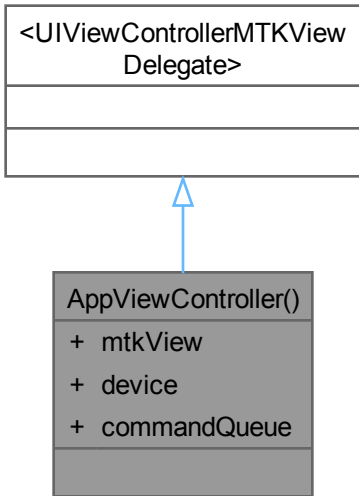 <UIViewControllerMTKView
Delegate>
AppViewController()
+ mtkView
+ device
+ commandQueue